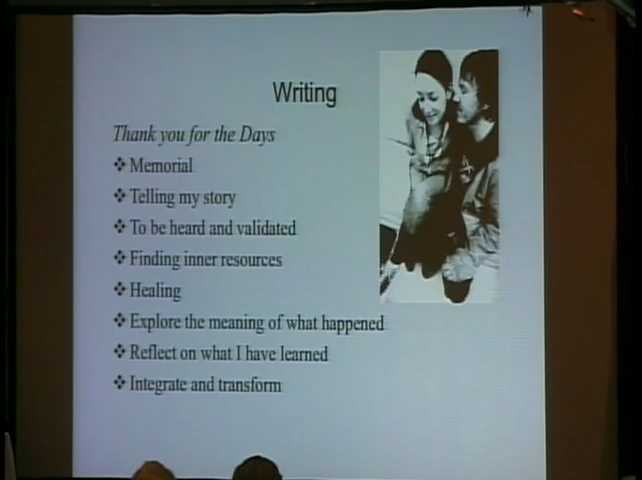 Writing
Thank you for the Days
❖ Memorial
❖ Telling my story
❖ To be heard and validated
❖ Finding inner resources
❖ Healing
❖ Explore the meaning of what happened
❖ Reflect on what I have learned
❖ Integrate and transform